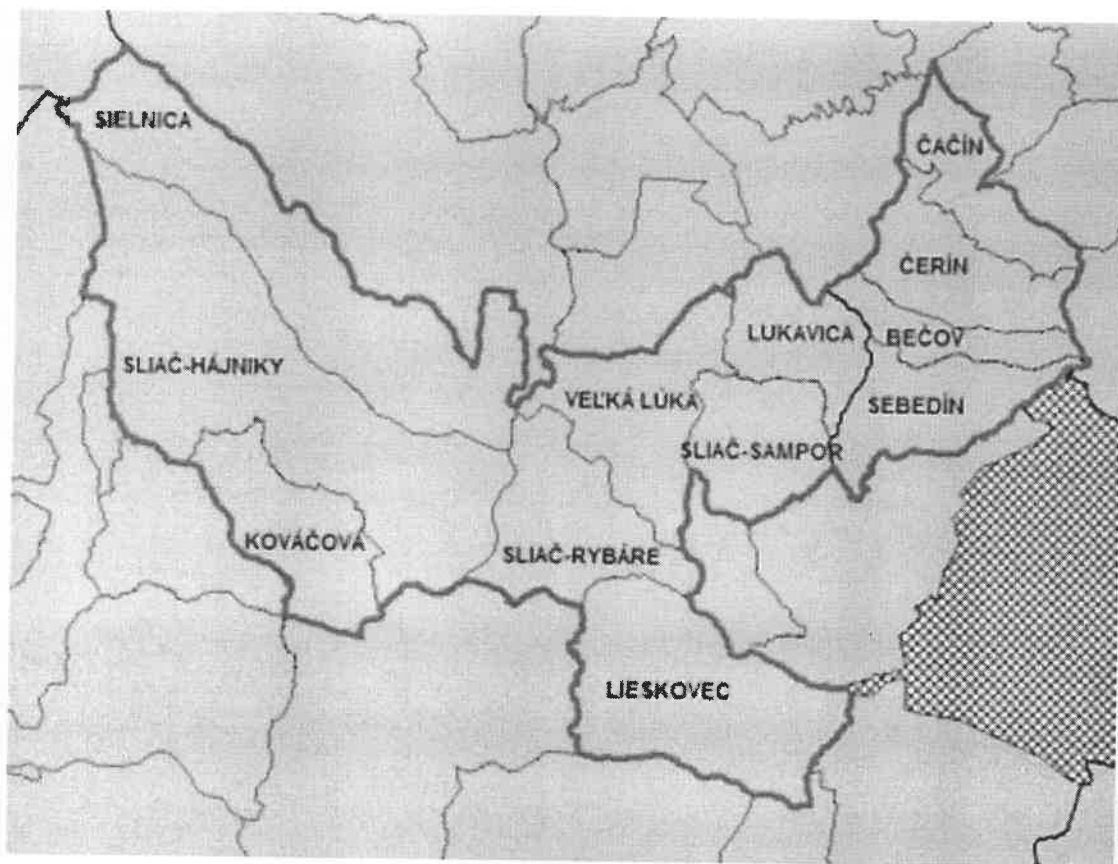 SIELNICA
ČAČÍN
ČERÍN
LUKAVICA
BEČOV
SLIAČ-HÁJNIKY
VEĽKÁ LÚKA
SEBEDÍN
SLIAČ-SAMPOR
KOVÁČOVÁ
SLIAČ-RYBÁRE
LIESKOVEC